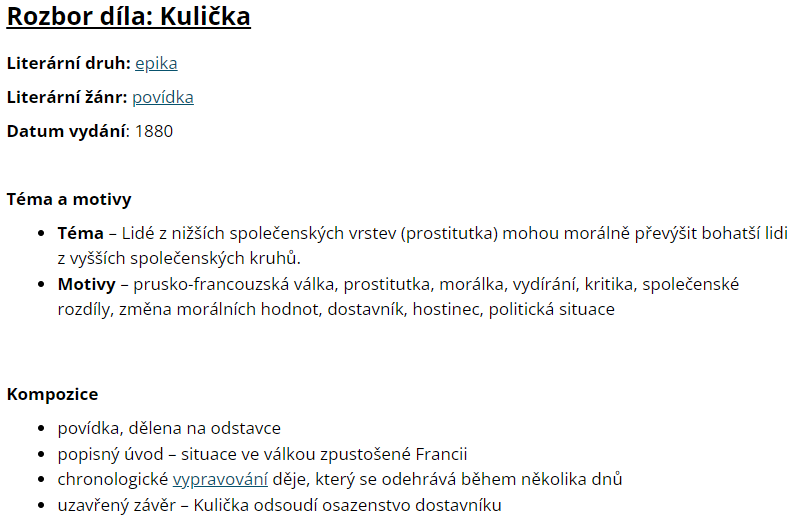 Rozbor díla: Kulička
Literární druh: epika
Literární žánr: povídka
Datum vydání: 1880
Téma a motivy
• Téma – Lidé z nižších společenských vrstev (prostitutka) mohou morálně převýšit bohatší lidi
z vyšších společenských kruhů.
• Motivy – prusko-francouzská válka, prostitutka, morálka, vydírání, kritika, společenské
rozdíly, změna morálních hodnot, dostavník, hostinec, politická situace
Kompozice
• povídka, dělena na odstavce
• popisný úvod – situace ve válkou zpustošené Francii
• chronologické vypravování děje, který se odehrává během několika dnů
• uzavřený závěr – Kulička odsoudí osazenstvo dostavníku